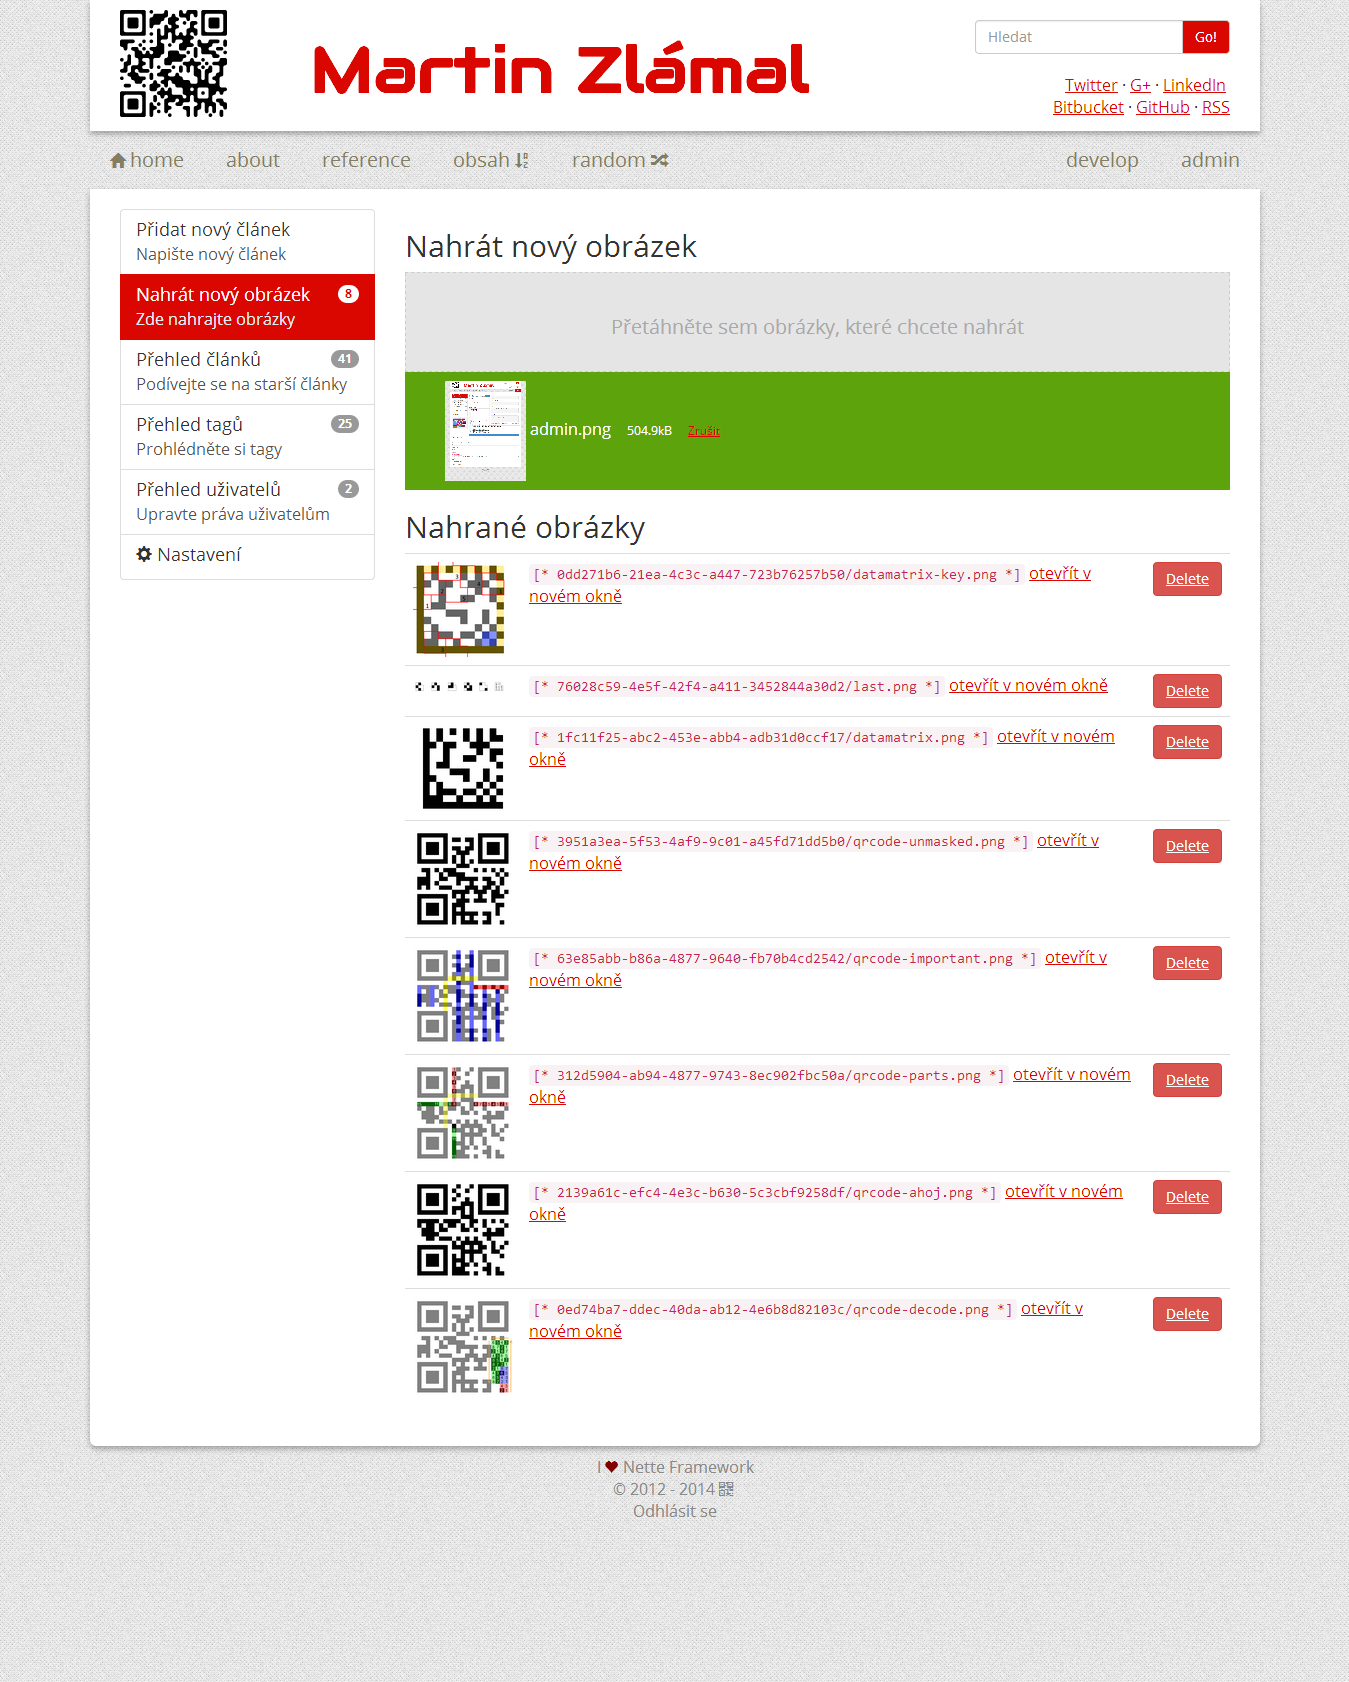 Martin Zlámal
Hledat
Go!
Twitter · G+ · LinkedIn
Bitbucket · GitHub · RSS
home
about
reference
obsah
random
develop
admin
Přidat nový článek
Napište nový článek
Nahrát nový obrázek 8
Zde nahrajte obrázky
Přehled článků 41
Podívejte se na starší články
Přehled tagů 25
Prohlédněte si tagy
Přehled uživatelů 2
Upravte práva uživatelům
Nastavení
Nahrát nový obrázek
Přetáhněte sem obrázky, které chcete nahrát
admin.png 504.9kB Zrušit
Nahrané obrázky
[* 0dd271b6-21ea-4c3c-a447-723b76257b50/datamatrix-key.png *] otevřít v
novém okně
Delete
[* 76028c59-4e5f-42f4-a411-3452844a30d2/last.png *] otevřít v novém okně
Delete
[* 1fc11f25-abc2-453e-abb4-adb31d0ccf17/datamatrix.png *] otevřít v novém
okně
Delete
[* 3951a3ea-5f53-4af9-9c01-a45fd71dd5b0/qrcode-unmasked.png *] otevřít v
novém okně
Delete
[* 63e85abb-b86a-4877-9640-fb70b4cd2542/qrcode-important.png *] otevřít v
novém okně
Delete
[* 312d5904-ab94-4877-9743-8ec902fbc50a/qrcode-parts.png *] otevřít v novém
okně
Delete
[* 2139a61c-efc4-4e3c-b630-5c3cbf9258df/qrcode-ahoj.png *] otevřít v novém
okně
Delete
[* 0ed74ba7-ddec-40da-ab12-4e6b8d82103c/qrcode-decode.png *] otevřít v
novém okně
Delete
I ♥ Nette Framework
© 2012 - 2014
Odhlásit se